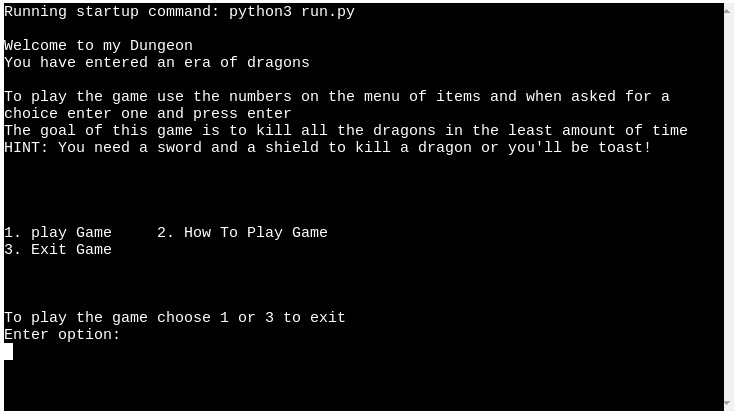 Running startup command: python3 run.py
Welcome to my Dungeon
You have entered an era of dragons
To play the game use the numbers on the menu of items and when asked for a
choice enter one and press enter
The goal of this game is to kill all the dragons in the least amount of time
HINT: You need a sword and a shield to kill a dragon or you'll be toast!
1. play Game     2. How To Play Game
3. Exit Game
To play the game choose 1 or 3 to exit
Enter option: